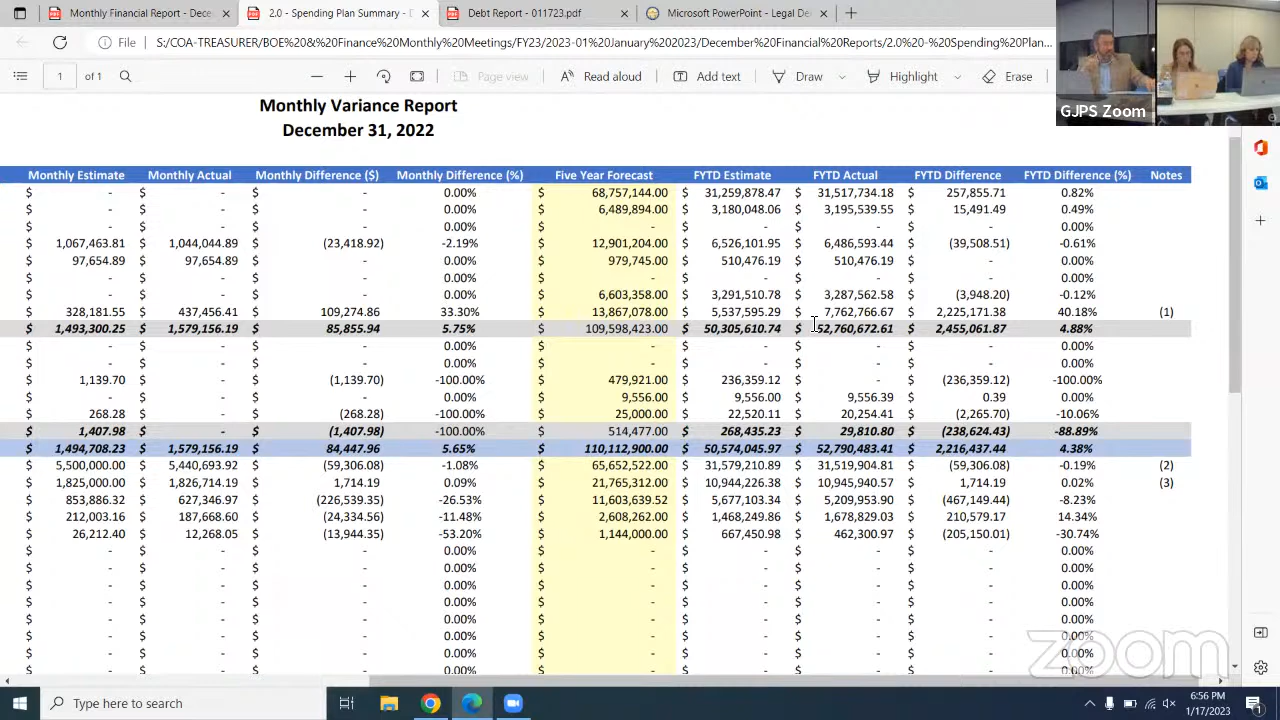 Monthly Financial Report - Dece
2.0 - Spending Plan Summary - D
Debt Report - 011723.pdf
Microsoft PowerPoint - Legal De
File S:/COA-TREASURER/BOE%20&%20Finance%20Monthly%20Meetings/FY23/2023-01%20January%202023/December%20Financial%20Reports/2.0%20-%20Spending%20Plan...
1 of 1 Page view Read aloud Add text Draw Highlight Erase
GJPS Zoom
Monthly Variance Report
December 31, 2022
Monthly Estimate Monthly Actual Monthly Difference ($) Monthly Difference (%) Five Year Forecast FYTD Estimate FYTD Actual FYTD Difference FYTD Difference (%) Notes
$ - $ - $ - 0.00% $ 68,757,144.00 $ 31,259,878.47 $ 31,517,734.18 $ 257,855.71 0.82%
$ - $ - $ - 0.00% $ 6,489,894.00 $ 3,180,048.06 $ 3,195,539.55 $ 15,491.49 0.49%
$ - $ - $ - 0.00% $ - $ - $ - $ - 0.00%
$ 1,067,463.81 $ 1,044,044.89 $ (23,418.92) -2.19% $ 12,901,204.00 $ 6,526,101.95 $ 6,486,593.44 $ (39,508.51) -0.61%
$ 97,654.89 $ 97,654.89 $ - 0.00% $ 979,745.00 $ 510,476.19 $ 510,476.19 $ - 0.00%
$ - $ - $ - 0.00% $ - $ - $ - $ - 0.00%
$ - $ - $ - 0.00% $ 6,603,358.00 $ 3,291,510.78 $ 3,287,562.58 $ (3,948.20) -0.12%
$ 328,181.55 $ 437,456.41 $ 109,274.86 33.30% $ 13,867,078.00 $ 5,537,595.29 $ 7,762,766.67 $ 2,225,171.38 40.18% (1)
$ 1,493,300.25 $ 1,579,156.19 $ 85,855.94 5.75% $ 109,598,423.00 $ 50,305,610.74 $ 52,760,672.61 $ 2,455,061.87 4.88%
$ - $ - $ - 0.00% $ - $ - $ - $ - 0.00%
$ - $ - $ - 0.00% $ - $ - $ - $ - 0.00%
$ 1,139.70 $ - $ (1,139.70) -100.00% $ 479,921.00 $ 236,359.12 $ - $ (236,359.12) -100.00%
$ - $ - $ - 0.00% $ 9,556.00 $ 9,556.00 $ 9,556.39 $ 0.39 0.00%
$ 268.28 $ - $ (268.28) -100.00% $ 25,000.00 $ 22,520.11 $ 20,254.41 $ (2,265.70) -10.06%
$ 1,407.98 $ - $ (1,407.98) -100.00% $ 514,477.00 $ 268,435.23 $ 29,810.80 $ (238,624.43) -88.89%
$ 1,494,708.23 $ 1,579,156.19 $ 84,447.96 5.65% $ 110,112,900.00 $ 50,574,045.97 $ 52,790,483.41 $ 2,216,437.44 4.38%
$ 5,500,000.00 $ 5,440,693.92 $ (59,306.08) -1.08% $ 65,652,522.00 $ 31,579,210.89 $ 31,519,904.81 $ (59,306.08) -0.19% (2)
$ 1,825,000.00 $ 1,826,714.19 $ 1,714.19 0.09% $ 21,765,312.00 $ 10,944,226.38 $ 10,945,940.57 $ 1,714.19 0.02% (3)
$ 853,886.32 $ 627,346.97 $ (226,539.35) -26.53% $ 11,603,639.52 $ 5,677,103.34 $ 5,209,953.90 $ (467,149.44) -8.23%
$ 212,003.16 $ 187,668.60 $ (24,334.56) -11.48% $ 2,608,262.00 $ 1,468,249.86 $ 1,678,829.03 $ 210,579.17 14.34%
$ 26,212.40 $ 12,268.05 $ (13,944.35) -53.20% $ 1,144,000.00 $ 667,450.98 $ 462,300.97 $ (205,150.01) -30.74%
$ - $ - $ - 0.00% $ - $ - $ - $ - 0.00%
$ - $ - $ - 0.00% $ - $ - $ - $ - 0.00%
$ - $ - $ - 0.00% $ - $ - $ - $ - 0.00%
$ - $ - $ - 0.00% $ - $ - $ - $ - 0.00%
$ - $ - $ - 0.00% $ - $ - $ - $ - 0.00%
$ - $ - $ - 0.00% $ - $ - $ - $ - 0.00%
$ - $ - $ - 0.00% $ - $ - $ - $ - 0.00%
$ - $ - $ - 0.00% $ - $ - $ - $ - 0.00%
zoom
Type here to search
6:56 PM
1/17/2023